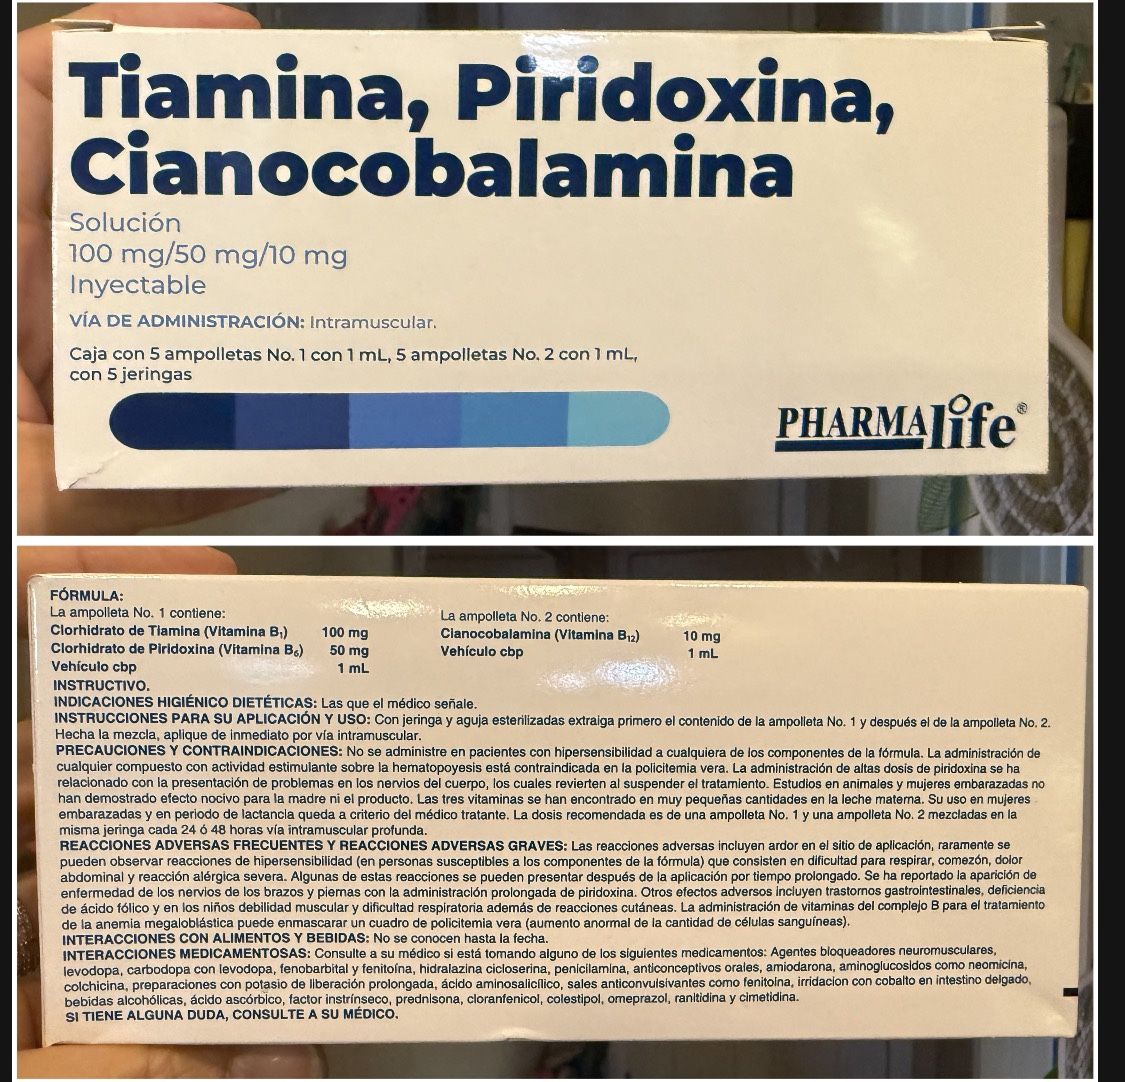 Tiamina, Piridoxina,
Cianocobalamina
Solución
100 mg/50 mg/10 mg
Inyectable
VÍA DE ADMINISTRACIÓN: Intramuscular.
Caja con 5 ampolletas No. 1 con 1 mL, 5 ampolletas No. 2 con 1 mL,
con 5 jeringas
PHARMAlife®
FÓRMULA:
La ampolleta No. 1 contiene:
Clorhidrato de Tiamina (Vitamina B₁) 100 mg
Clorhidrato de Piridoxina (Vitamina B₆) 50 mg
Vehículo cbp 1 mL
La ampolleta No. 2 contiene:
Cianocobalamina (Vitamina B₁₂) 10 mg
Vehículo cbp 1 mL
INSTRUCTIVO.
INDICACIONES HIGIÉNICO DIETÉTICAS: Las que el médico señale.
INSTRUCCIONES PARA SU APLICACIÓN Y USO: Con jeringa y aguja esterilizadas extraiga primero el contenido de la ampolleta No. 1 y después el de la ampolleta No. 2.
Hecha la mezcla, aplique de inmediato por vía intramuscular.
PRECAUCIONES Y CONTRAINDICACIONES: No se administre en pacientes con hipersensibilidad a cualquiera de los componentes de la fórmula. La administración de
cualquier compuesto con actividad estimulante sobre la hematopoyesis está contraindicada en la policitemia vera. La administración de altas dosis de piridoxina se ha
relacionado con la presentación de problemas en los nervios del cuerpo, los cuales revierten al suspender el tratamiento. Estudios en animales y mujeres embarazadas no
han demostrado efecto nocivo para la madre ni el producto. Las tres vitaminas se han encontrado en muy pequeñas cantidades en la leche materna. Su uso en mujeres
embarazadas y en periodo de lactancia queda a criterio del médico tratante. La dosis recomendada es de una ampolleta No. 1 y una ampolleta No. 2 mezcladas en la
misma jeringa cada 24 ó 48 horas vía intramuscular profunda.
REACCIONES ADVERSAS FRECUENTES Y REACCIONES ADVERSAS GRAVES: Las reacciones adversas incluyen ardor en el sitio de aplicación, raramente se
pueden observar reacciones de hipersensibilidad (en personas susceptibles a los componentes de la fórmula) que consisten en dificultad para respirar, comezón, dolor
abdominal y reacción alérgica severa. Algunas de estas reacciones se pueden presentar después de la aplicación por tiempo prolongado. Se ha reportado la aparición de
enfermedad de los nervios de los brazos y piernas con la administración prolongada de piridoxina. Otros efectos adversos incluyen trastornos gastrointestinales, deficiencia
de ácido fólico y en los niños debilidad muscular y dificultad respiratoria además de reacciones cutáneas. La administración de vitaminas del complejo B para el tratamiento
de la anemia megaloblástica puede enmascarar un cuadro de policitemia vera (aumento anormal de la cantidad de células sanguíneas).
INTERACCIONES CON ALIMENTOS Y BEBIDAS: No se conocen hasta la fecha.
INTERACCIONES MEDICAMENTOSAS: Consulte a su médico si está tomando alguno de los siguientes medicamentos: Agentes bloqueadores neuromusculares,
levodopa, carbodopa con levodopa, fenobarbital y fenitoína, hidralazina cicloserina, penicilamina, anticonceptivos orales, amiodarona, aminoglucosidos como neomicína,
colchicina, preparaciones con potasio de liberación prolongada, ácido aminosalicílico, sales anticonvulsivantes como fenitoína, irridacion con cobalto en intestino delgado,
bebidas alcohólicas, ácido ascórbico, factor instrínseco, prednisona, cloranfenicol, colestipol, omeprazol, ranitidina y cimetidina.
SI TIENE ALGUNA DUDA, CONSULTE A SU MÉDICO.